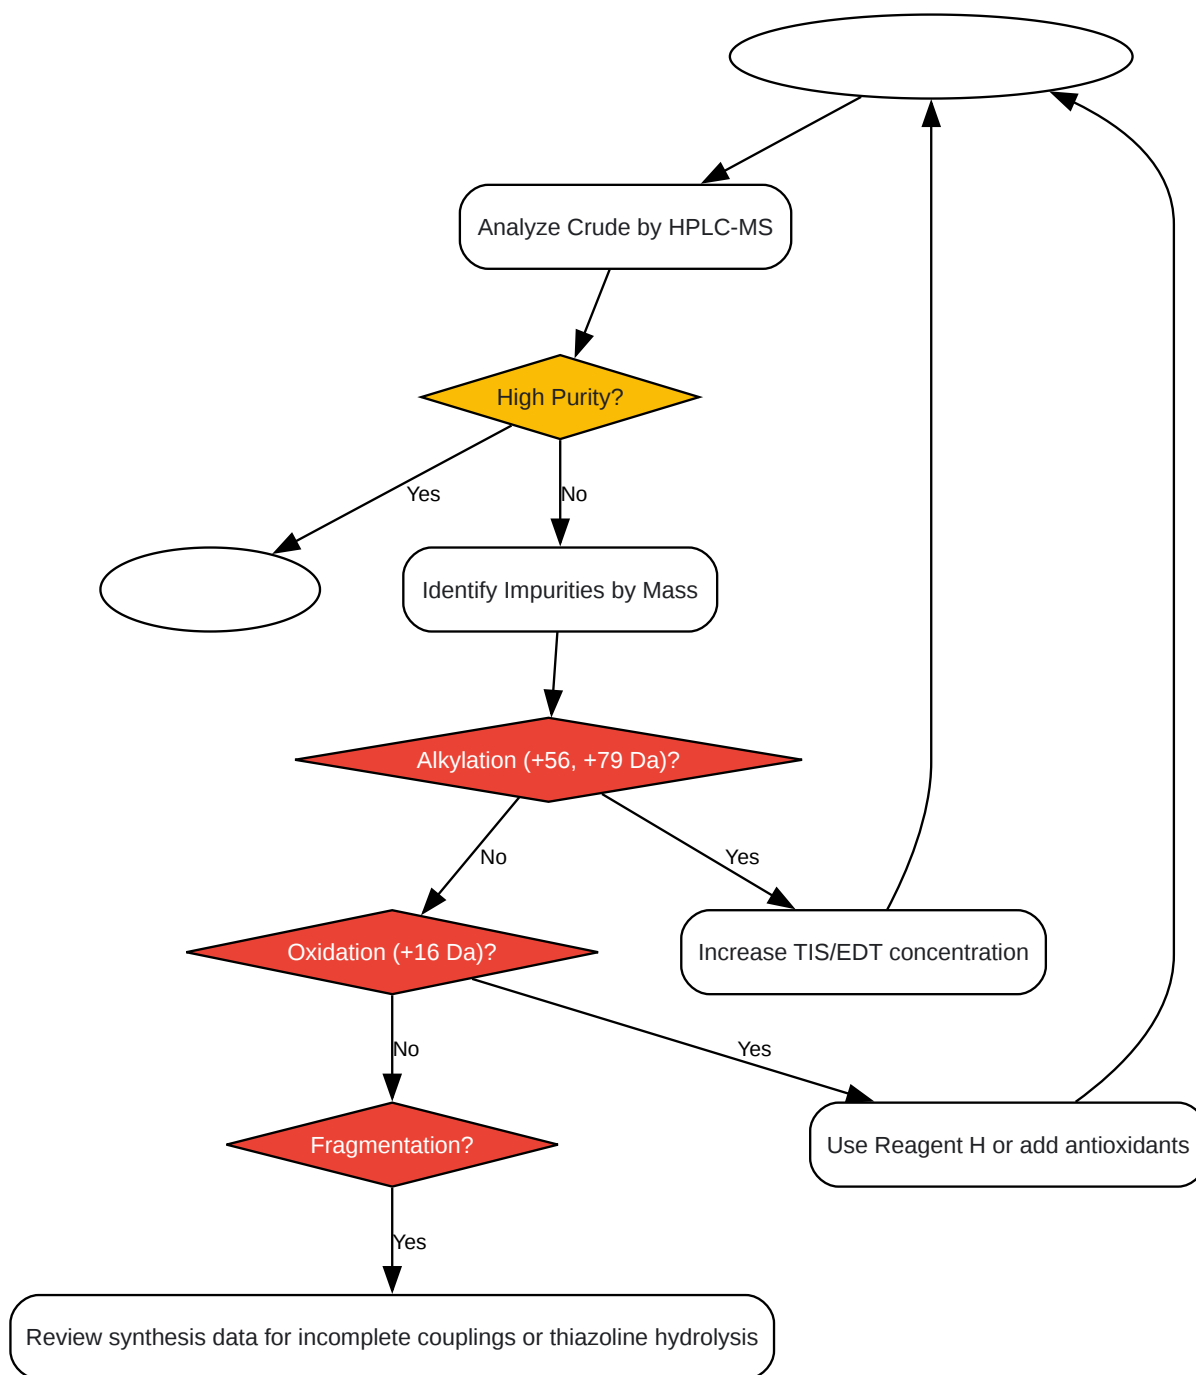 Analyze Crude by HPLC-MS
High Purity?
Yes
No
Identify Impurities by Mass
Alkylation (+56, +79 Da)?
No
Yes
Oxidation (+16 Da)?
Increase TIS/EDT concentration
No
Yes
Fragmentation?
Use Reagent H or add antioxidants
Yes
Review synthesis data for incomplete couplings or thiazoline hydrolysis